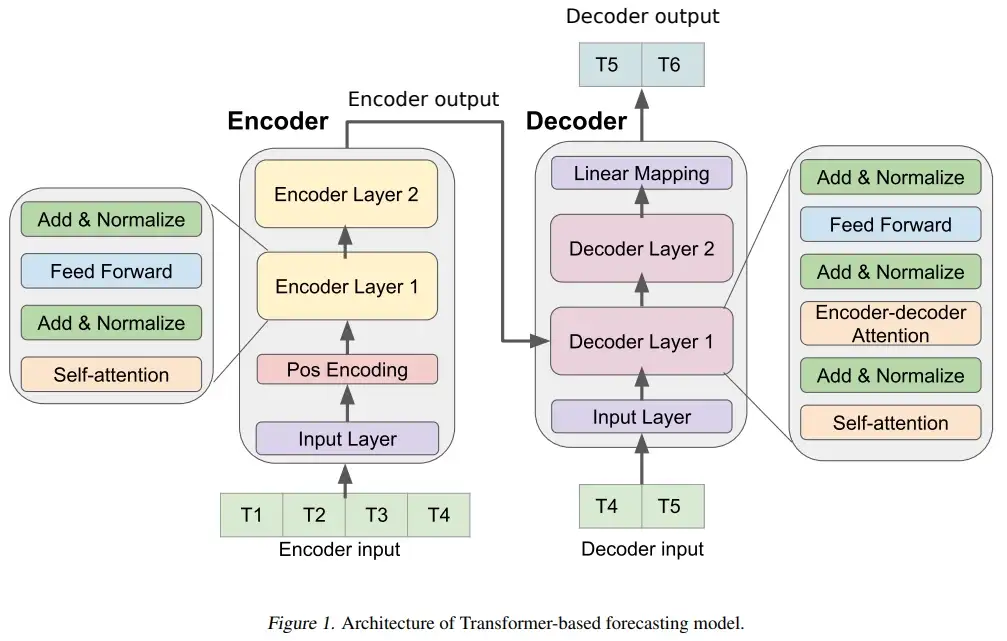 Decoder output
T5 T6
Encoder output
Encoder
Decoder
Encoder Layer 2
Encoder Layer 1
Pos Encoding
Input Layer
T1 T2 T3 T4
Encoder input
Add & Normalize
Feed Forward
Add & Normalize
Self-attention
Linear Mapping
Decoder Layer 2
Decoder Layer 1
Input Layer
T4 T5
Decoder input
Add & Normalize
Feed Forward
Add & Normalize
Encoder-decoder
Attention
Add & Normalize
Self-attention
Figure 1. Architecture of Transformer-based forecasting model.